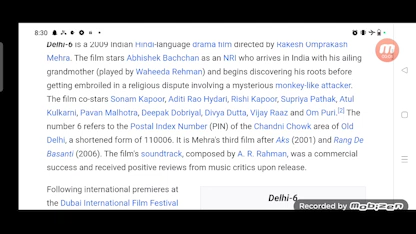 8:30
Delhi-6 is a 2009 Indian Hindi-language drama film directed by Rakesh Omprakash
Mehra. The film stars Abhishek Bachchan as an NRI who arrives in India with his ailing
grandmother (played by Waheeda Rehman) and begins discovering his roots before
getting embroiled in a religious dispute involving a mysterious monkey-like attacker.
The film co-stars Sonam Kapoor, Aditi Rao Hydari, Rishi Kapoor, Supriya Pathak, Atul
Kulkarni, Pavan Malhotra, Deepak Dobriyal, Divya Dutta, Vijay Raaz and Om Puri.[2] The
number 6 refers to the Postal Index Number (PIN) of the Chandni Chowk area of Old
Delhi, a shortened form of 110006. It is Mehra's third film after Aks (2001) and Rang De
Basanti (2006). The film's soundtrack, composed by A. R. Rahman, was a commercial
success and received positive reviews from music critics upon release.
Following international premieres at
the Dubai International Film Festival
Delhi-6
Recorded by mobizen